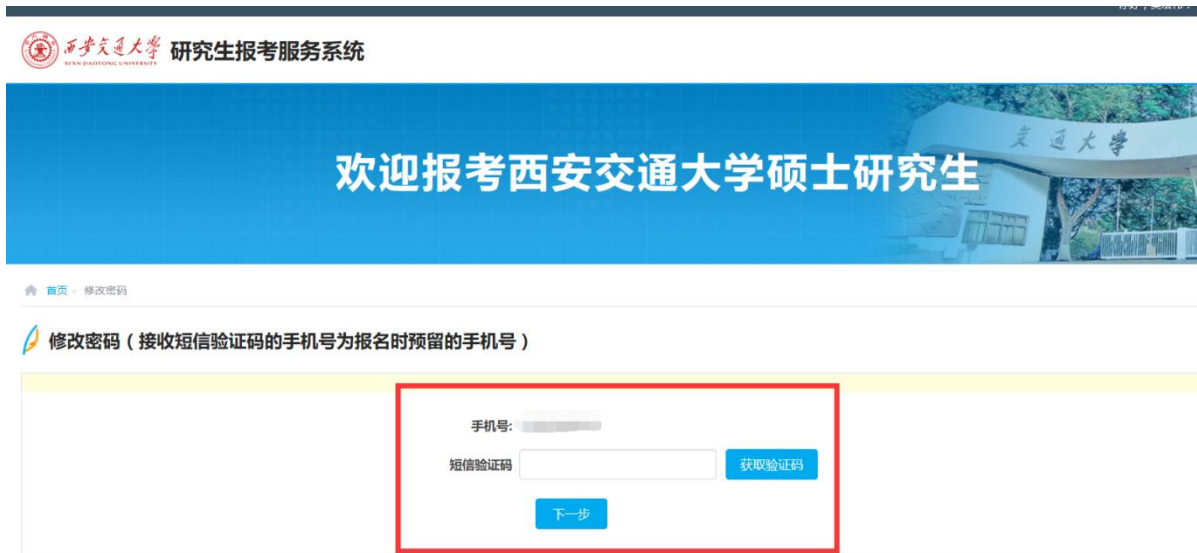 西安交通大学 研究生报考服务系统
XI'AN JIAOTONG UNIVERSITY
交通大学
欢迎报考西安交通大学硕士研究生
首页 » 修改密码
修改密码（接收短信验证码的手机号为报名时预留的手机号）
手机号:
短信验证码 获取验证码
下一步